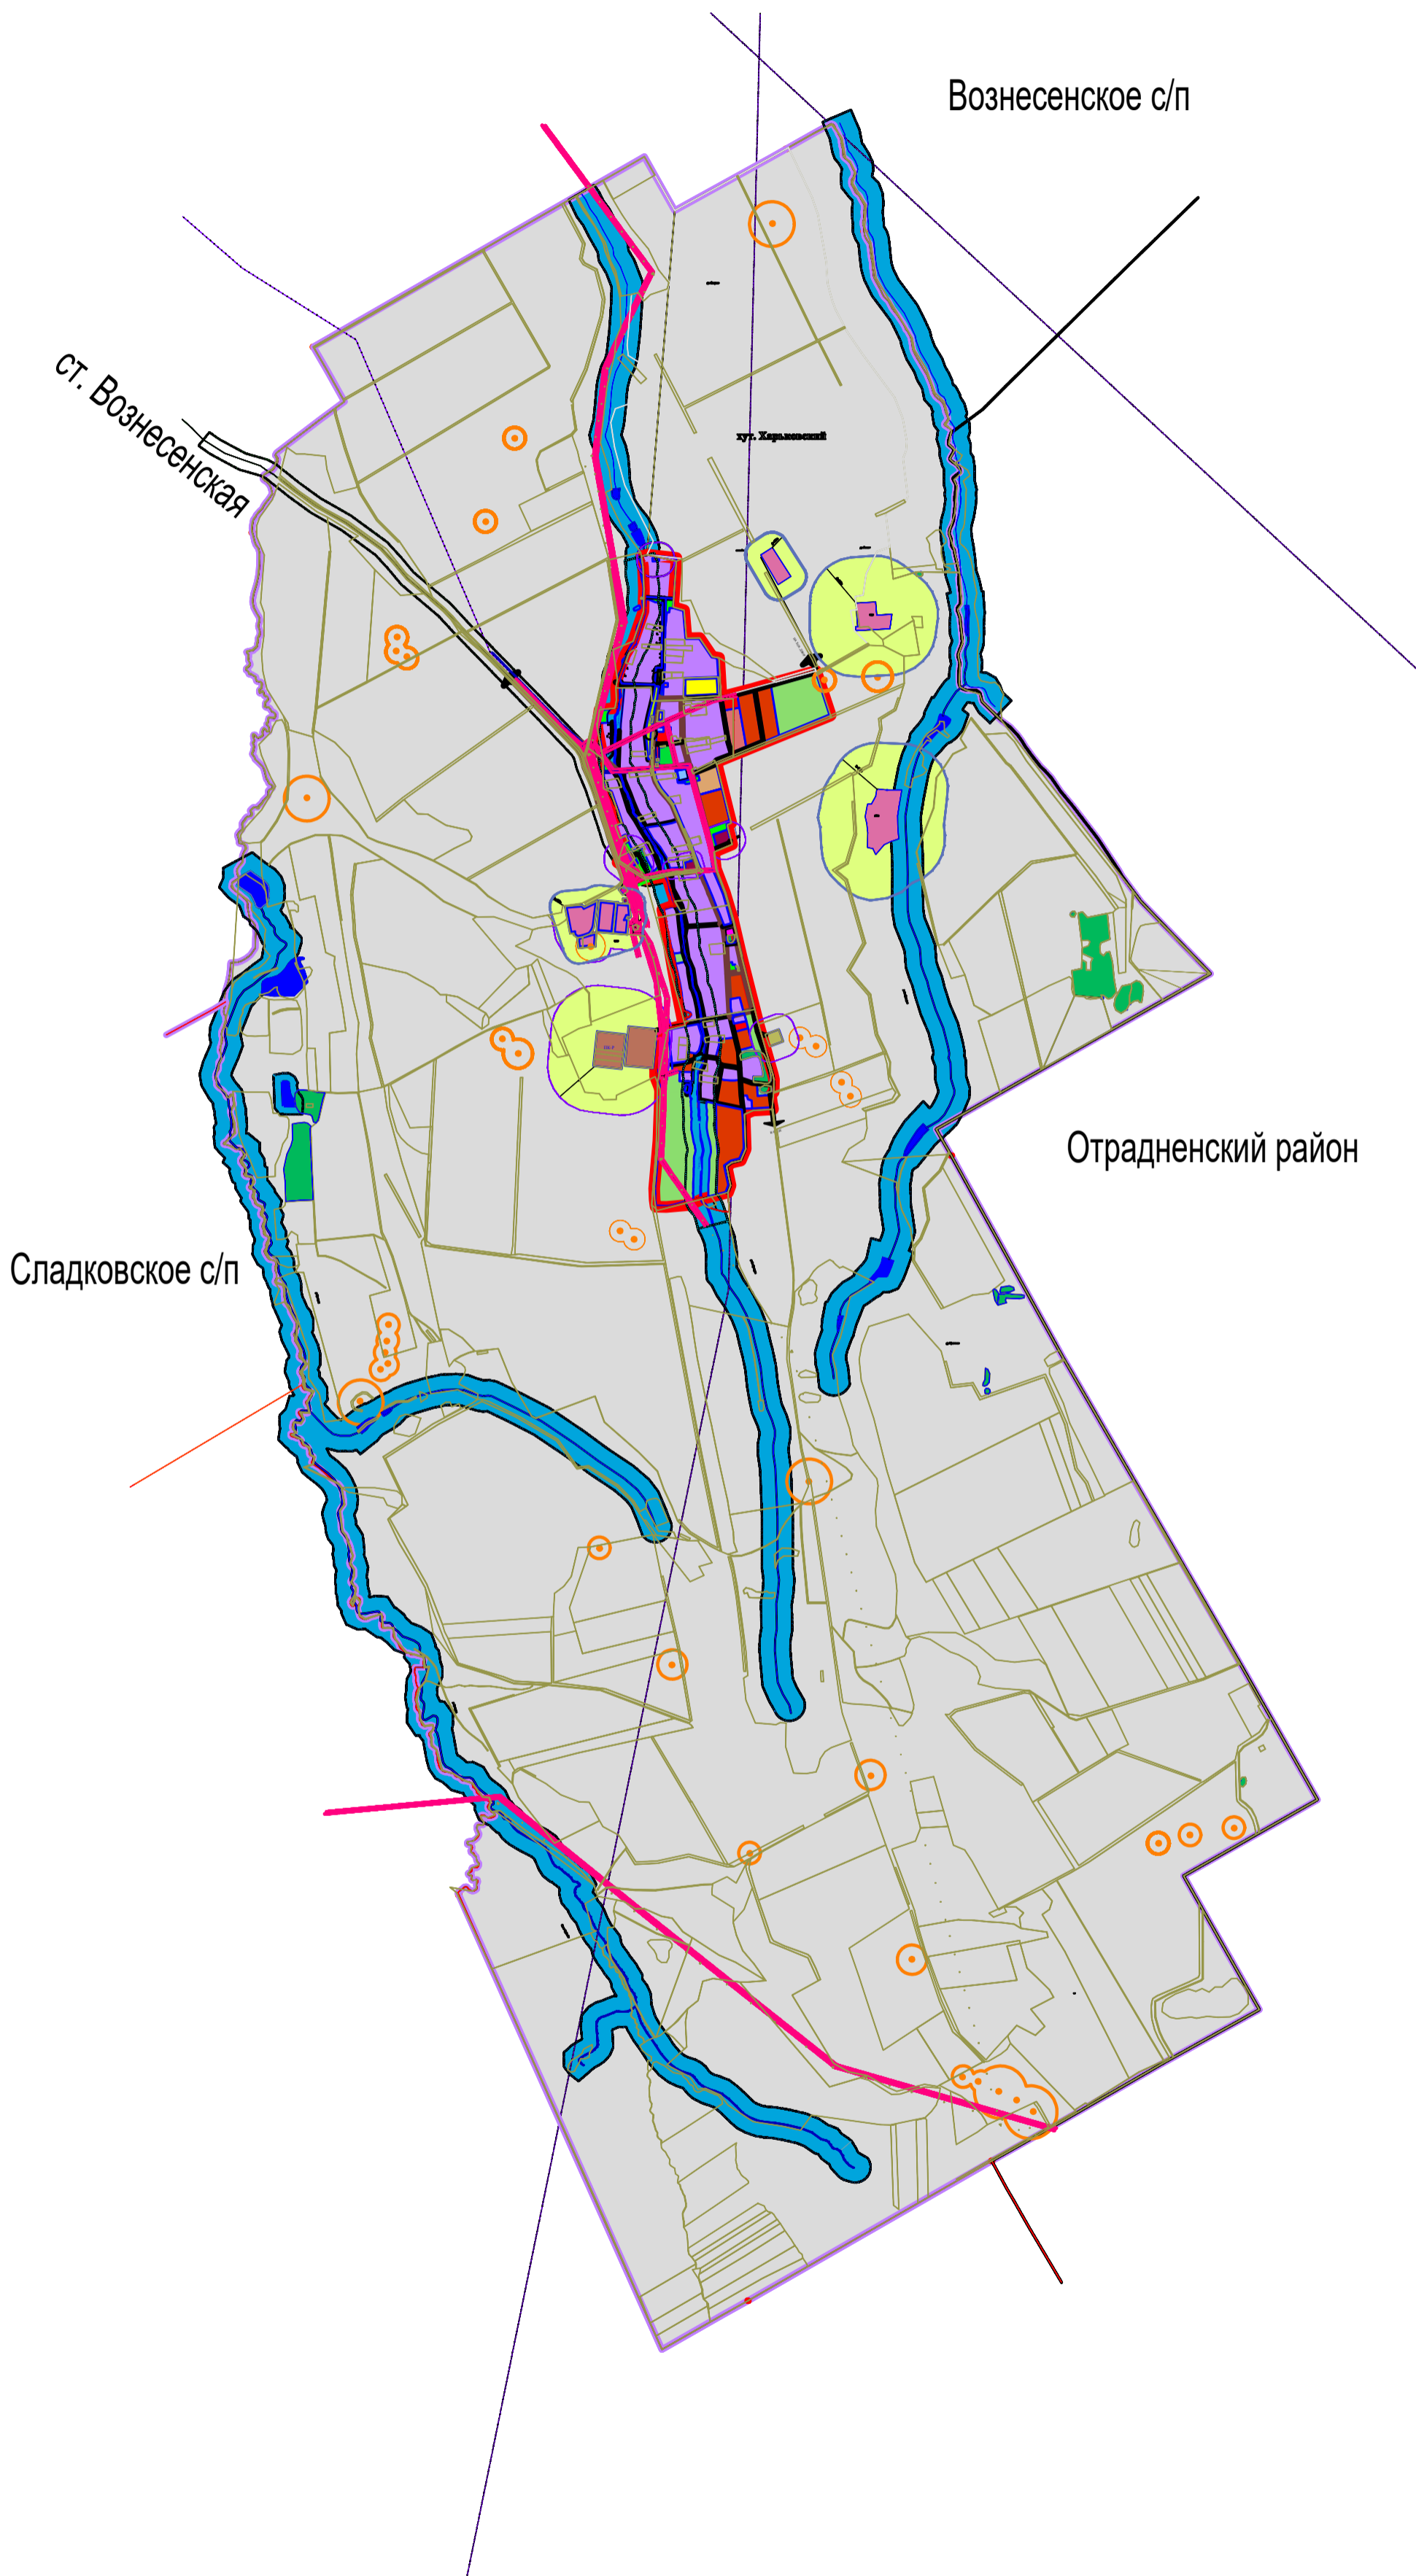 Вознесенское с/п
ст. Вознесенская
хут. Харьковский
Отрадненский район
Сладковское с/п